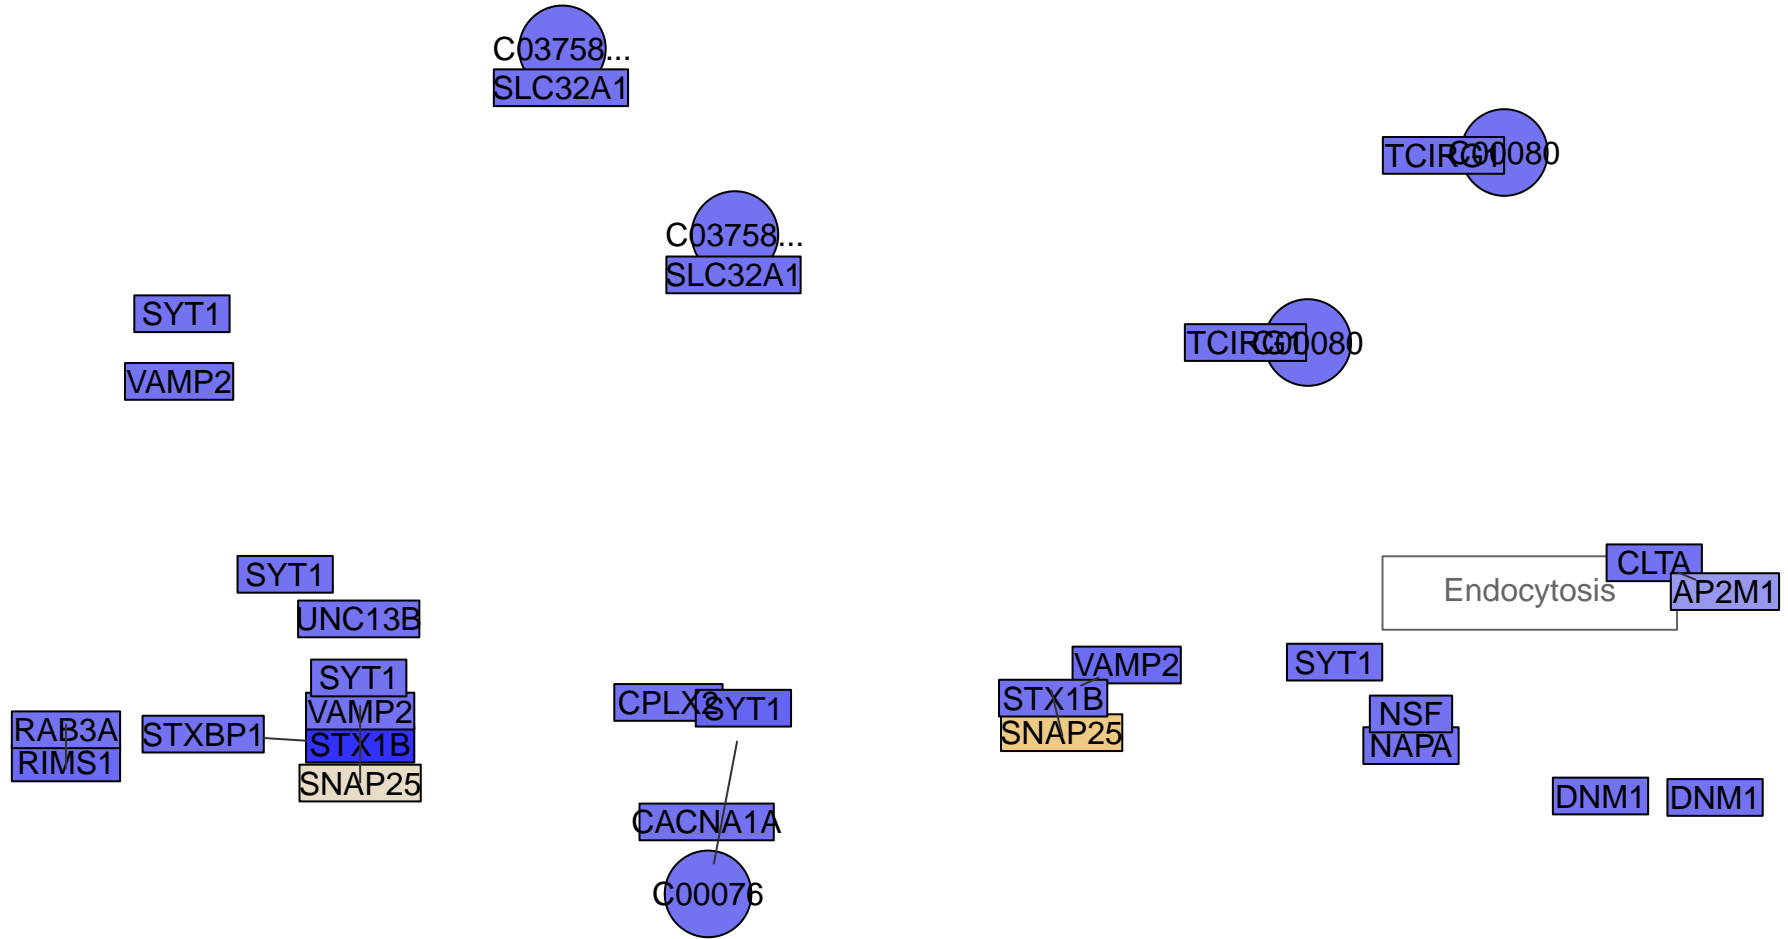 C03758...
SLC32A1
TCIRG1
C00080
C03758...
SLC32A1
SYT1
TCIRG1
C00080
VAMP2
SYT1
CLTA
Endocytosis
AP2M1
UNC13B
SYT1
VAMP2
SYT1
CPLX2
SYT1
STX1B
VAMP2
NSF
RAB3A
STXBP1
STX1B
SNAP25
NAPA
RIMS1
SNAP25
DNM1
DNM1
CACNA1A
C00076